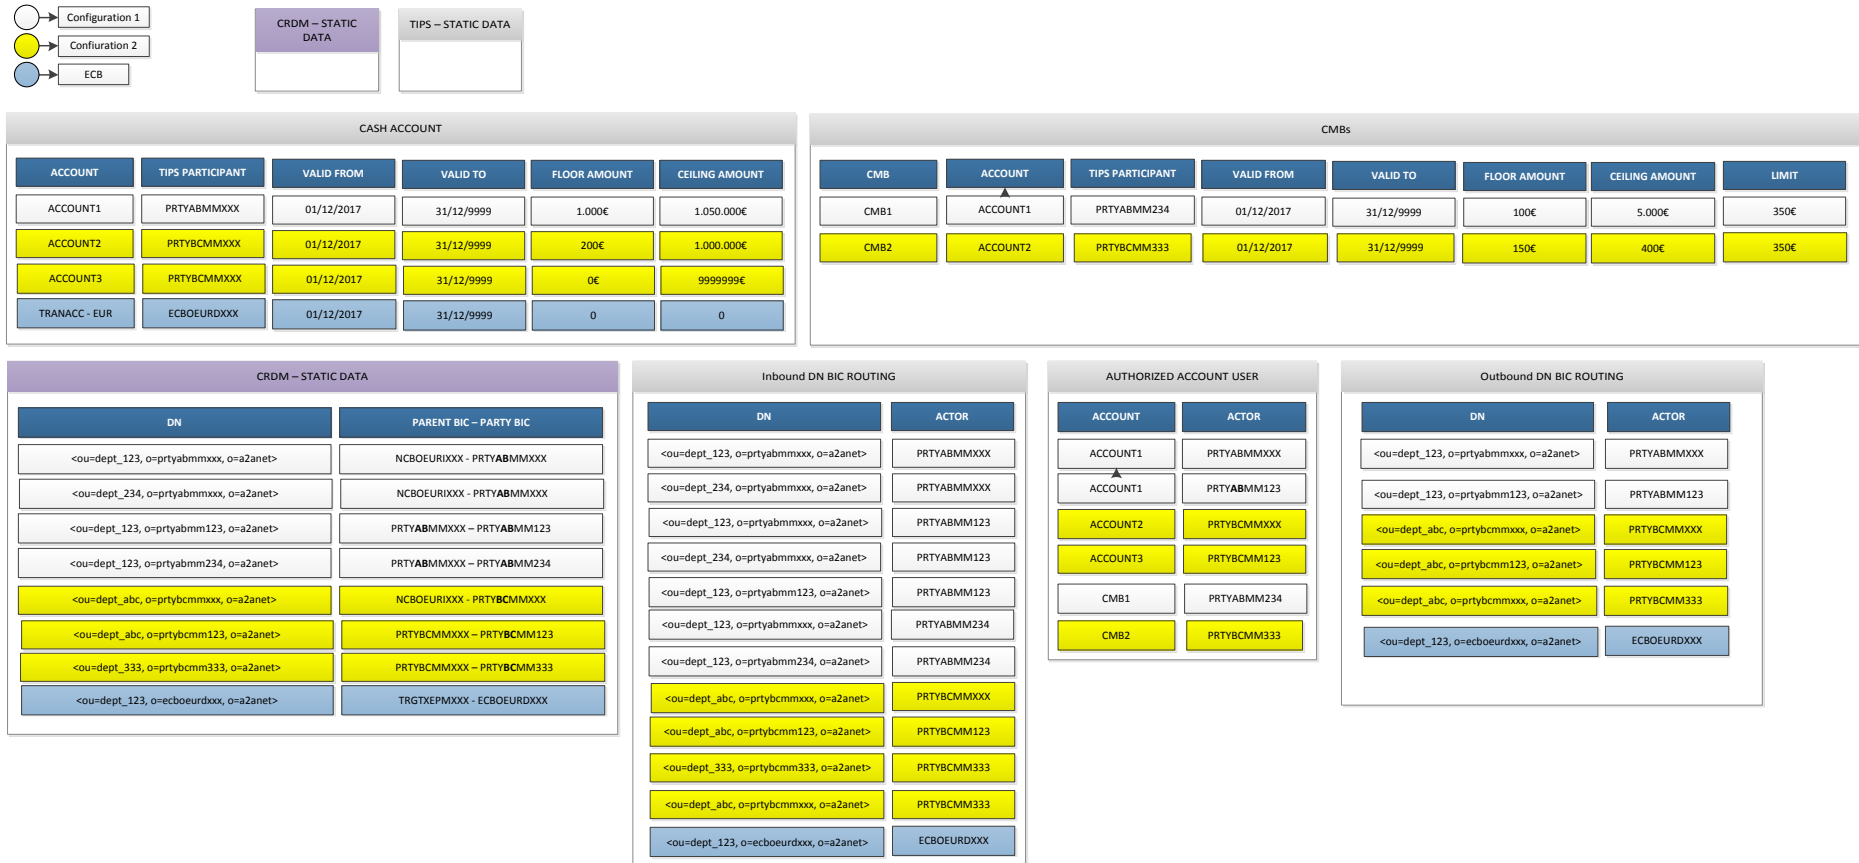 Configuration 1
Confiuration 2
ECB
CRDM – STATIC
DATA
TIPS – STATIC DATA
CASH ACCOUNT
ACCOUNT TIPS PARTICIPANT VALID FROM VALID TO FLOOR AMOUNT CEILING AMOUNT
ACCOUNT1 PRTYABMMXXX 01/12/2017 31/12/9999 1.000€ 1.050.000€
ACCOUNT2 PRTYBCMMXXX 01/12/2017 31/12/9999 200€ 1.000.000€
ACCOUNT3 PRTYBCMMXXX 01/12/2017 31/12/9999 0€ 9999999€
TRANACC - EUR ECBOEURDXXX 01/12/2017 31/12/9999 0 0
CMBs
CMB ACCOUNT TIPS PARTICIPANT VALID FROM VALID TO FLOOR AMOUNT CEILING AMOUNT LIMIT
CMB1 ACCOUNT1 PRTYABMM234 01/12/2017 31/12/9999 100€ 5.000€ 350€
CMB2 ACCOUNT2 PRTYBCMM333 01/12/2017 31/12/9999 150€ 400€ 350€
CRDM – STATIC DATA
DN PARENT BIC – PARTY BIC
<ou=dept_123, o=prtyabmmxxx, o=a2anet> NCBOEURIXXX - PRTYABMMXXX
<ou=dept_234, o=prtyabmmxxx, o=a2anet> NCBOEURIXXX - PRTYABMMXXX
<ou=dept_123, o=prtyabmm123, o=a2anet> PRTYABMMXXX – PRTYABMM123
<ou=dept_123, o=prtyabmm234, o=a2anet> PRTYABMMXXX – PRTYABMM234
<ou=dept_abc, o=prtybcmmxxx, o=a2anet> NCBOEURIXXX - PRTYBCMMXXX
<ou=dept_abc, o=prtybcmm123, o=a2anet> PRTYBCMMXXX – PRTYBCMM123
<ou=dept_333, o=prtybcmm333, o=a2anet> PRTYBCMMXXX – PRTYBCMM333
<ou=dept_123, o=ecboeurdxxx, o=a2anet> TRGTXEPMXXX - ECBOEURDXXX
Inbound DN BIC ROUTING
DN ACTOR
<ou=dept_123, o=prtyabmmxxx, o=a2anet> PRTYABMMXXX
<ou=dept_234, o=prtyabmmxxx, o=a2anet> PRTYABMMXXX
<ou=dept_123, o=prtyabmmxxx, o=a2anet> PRTYABMM123
<ou=dept_234, o=prtyabmmxxx, o=a2anet> PRTYABMM123
<ou=dept_123, o=prtyabmm123, o=a2anet> PRTYABMM123
<ou=dept_123, o=prtyabmmxxx, o=a2anet> PRTYABMM234
<ou=dept_123, o=prtyabmm234, o=a2anet> PRTYABMM234
<ou=dept_abc, o=prtybcmmxxx, o=a2anet> PRTYBCMMXXX
<ou=dept_abc, o=prtybcmm123, o=a2anet> PRTYBCMM123
<ou=dept_333, o=prtybcmm333, o=a2anet> PRTYBCMM333
<ou=dept_abc, o=prtybcmmxxx, o=a2anet> PRTYBCMM333
<ou=dept_123, o=ecboeurdxxx, o=a2anet> ECBOEURDXXX
AUTHORIZED ACCOUNT USER
ACCOUNT ACTOR
ACCOUNT1 PRTYABMMXXX
ACCOUNT1 PRTYABMM123
ACCOUNT2 PRTYBCMMXXX
ACCOUNT3 PRTYBCMM123
CMB1 PRTYABMM234
CMB2 PRTYBCMM333
Outbound DN BIC ROUTING
DN ACTOR
<ou=dept_123, o=prtyabmmxxx, o=a2anet> PRTYABMMXXX
<ou=dept_123, o=prtyabmm123, o=a2anet> PRTYABMM123
<ou=dept_abc, o=prtybcmmxxx, o=a2anet> PRTYBCMMXXX
<ou=dept_abc, o=prtybcmm123, o=a2anet> PRTYBCMM123
<ou=dept_abc, o=prtybcmmxxx, o=a2anet> PRTYBCMM333
<ou=dept_123, o=ecboeurdxxx, o=a2anet> ECBOEURDXXX